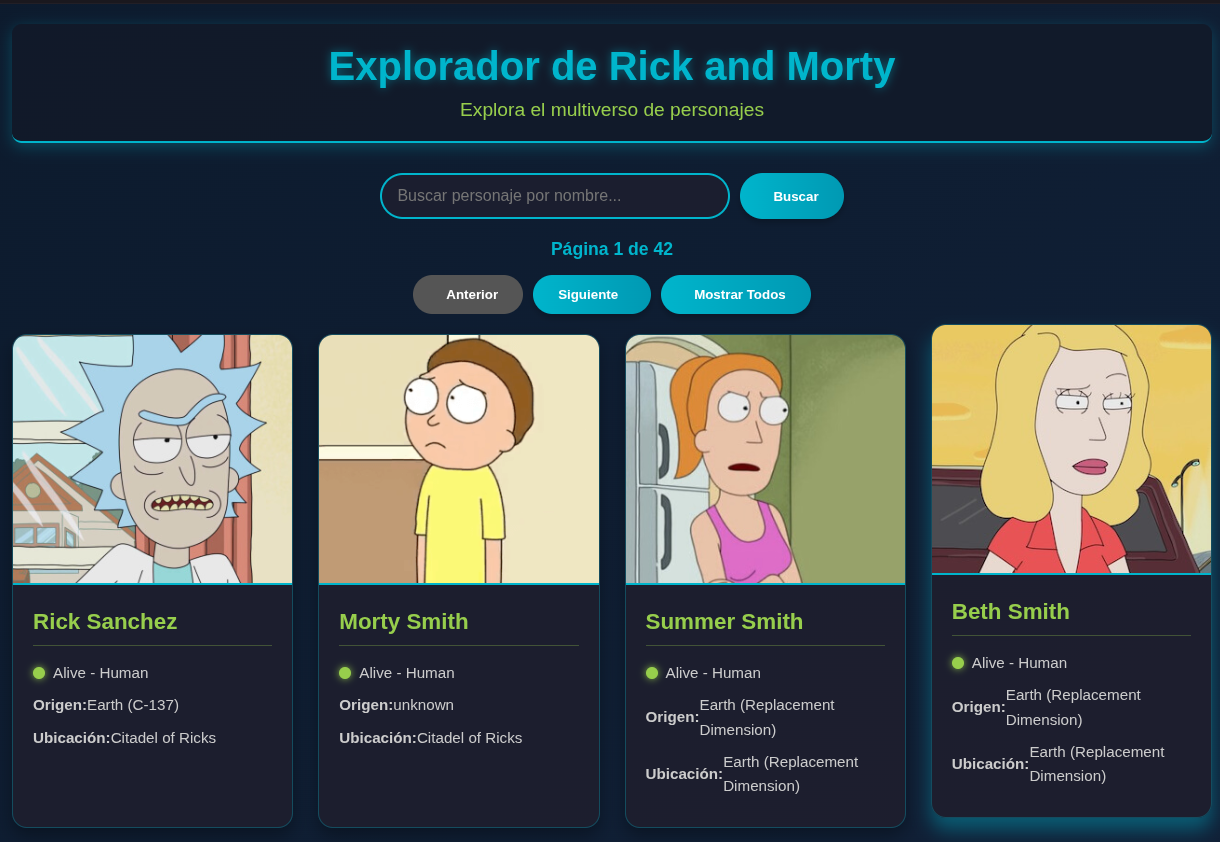 Explorador de Rick and Morty
Explora el multiverso de personajes
Buscar personaje por nombre...
Buscar
Página 1 de 42
Anterior
Siguiente
Mostrar Todos
Rick Sanchez
Alive - Human
Origen:Earth (C-137)
Ubicación:Citadel of Ricks
Morty Smith
Alive - Human
Origen:unknown
Ubicación:Citadel of Ricks
Summer Smith
Alive - Human
Origen:Earth (Replacement
Dimension)
Ubicación:Earth (Replacement
Dimension)
Beth Smith
Alive - Human
Origen:Earth (Replacement
Dimension)
Ubicación:Earth (Replacement
Dimension)